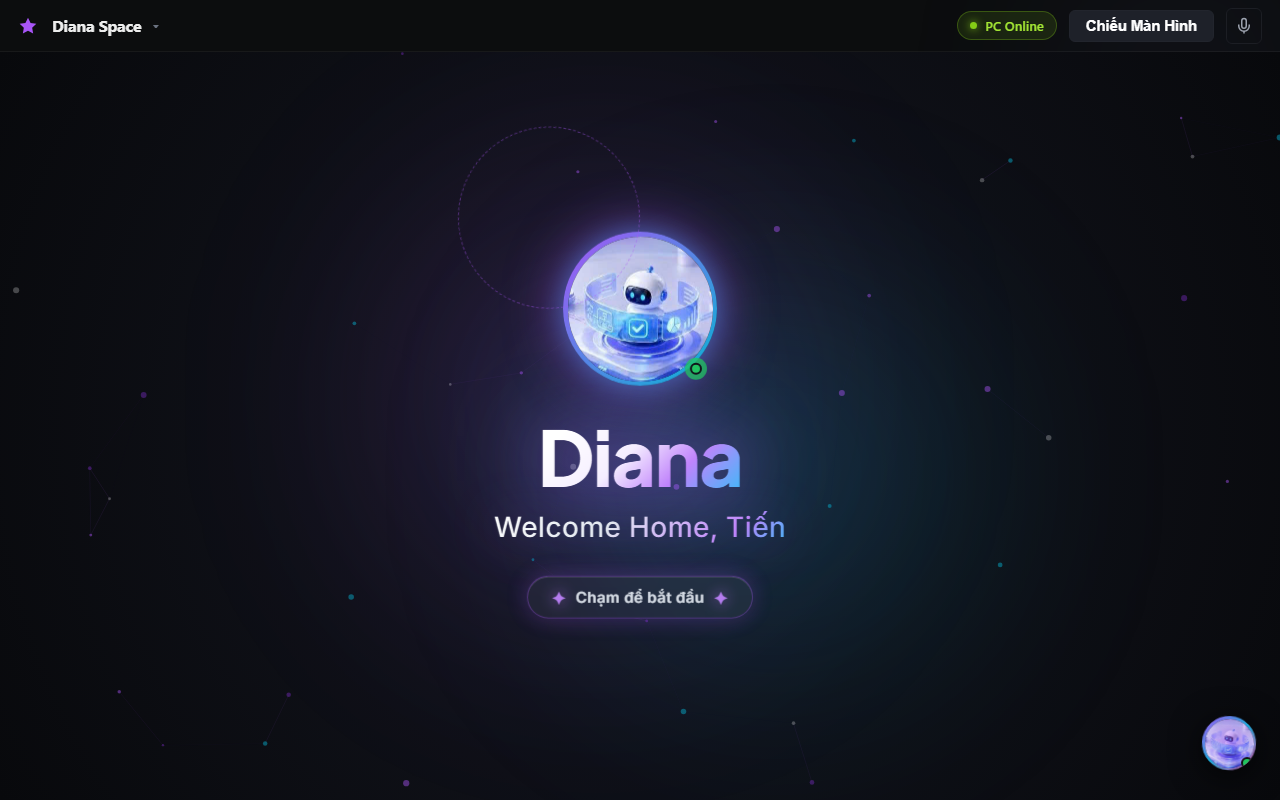 Diana Space
PC Online
Chiếu Màn Hình
Diana
Welcome Home, Tiến
Chạm để bắt đầu